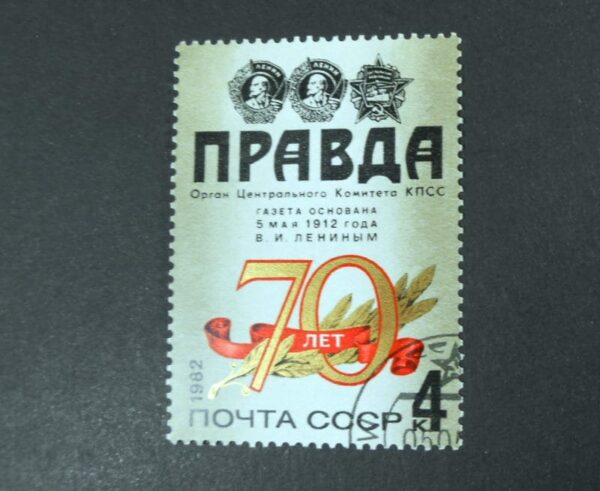 ПРАВДА
Орган Центрального Комитета КПСС
ГАЗЕТА ОСНОВАНА
5 МАЯ 1912 ГОДА
В. И. ЛЕНИНЫМ
70
ЛЕТ
1982
ПОЧТА СССР 4 к